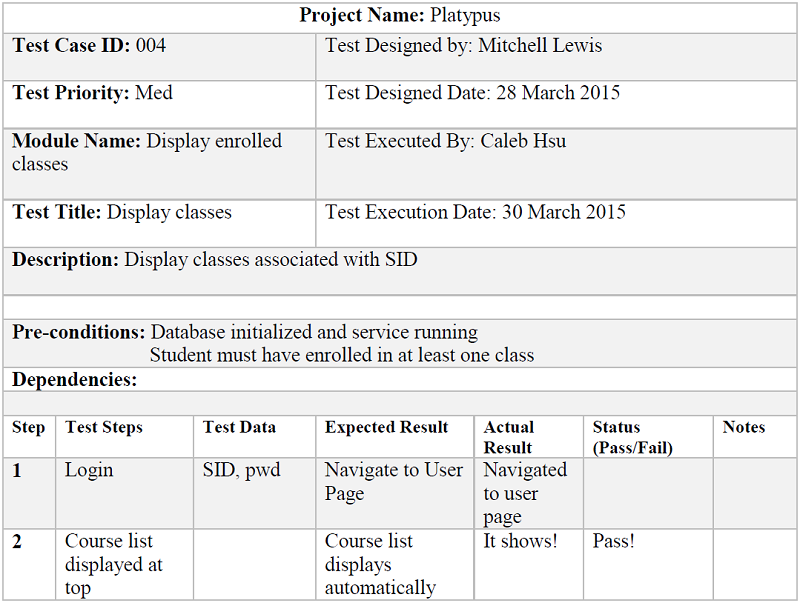 Project Name: Platypus
Test Case ID: 004
Test Designed by: Mitchell Lewis
Test Priority: Med
Test Designed Date: 28 March 2015
Module Name: Display enrolled
classes
Test Executed By: Caleb Hsu
Test Title: Display classes
Test Execution Date: 30 March 2015
Description: Display classes associated with SID
Pre-conditions: Database initialized and service running
Student must have enrolled in at least one class
Dependencies:
Step
Test Steps
Test Data
Expected Result
Actual
Result
Status
(Pass/Fail)
Notes
1
Login
SID, pwd
Navigate to User
Page
Navigated
to user
page
2
Course list
displayed at
top
Course list
displays
automatically
It shows!
Pass!